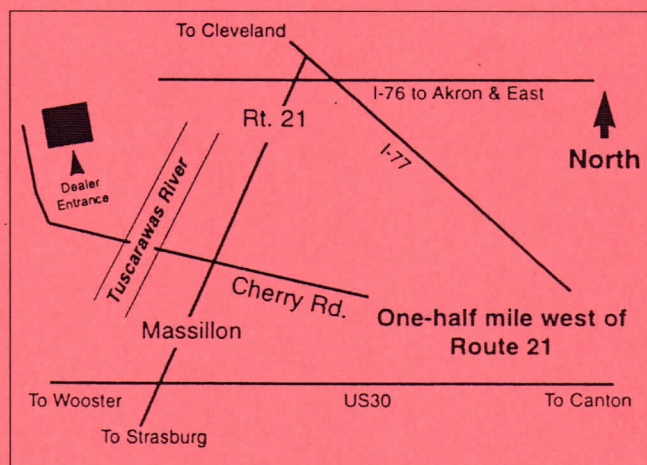 To Cleveland
I-76 to Akron & East
Rt. 21
I-77
North
Dealer
Entrance
Tuscarawas River
Cherry Rd.
One-half mile west of
Route 21
Massillon
To Wooster
US30
To Canton
To Strasburg